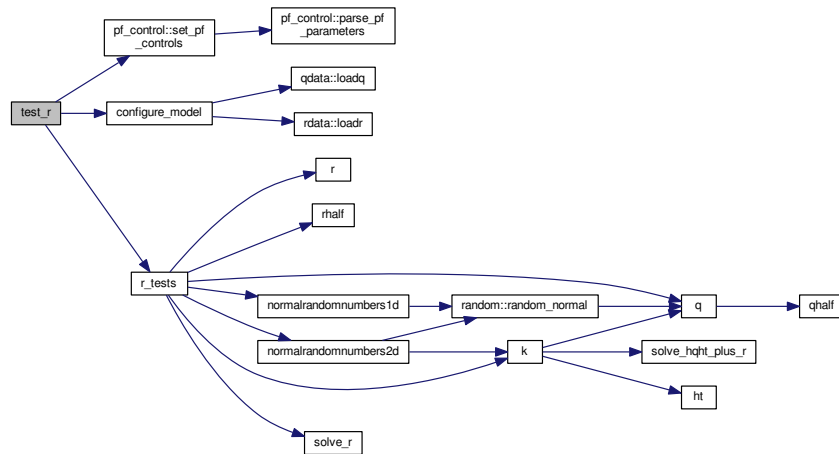 test_r
pf_control::set_pf
_controls
pf_control::parse_pf
_parameters
configure_model
qdata::loadq
rdata::loadr
r_tests
r
rhalf
normalrandomnumbers1d
random::random_normal
q
qhalf
normalrandomnumbers2d
k
solve_hqht_plus_r
ht
solve_r